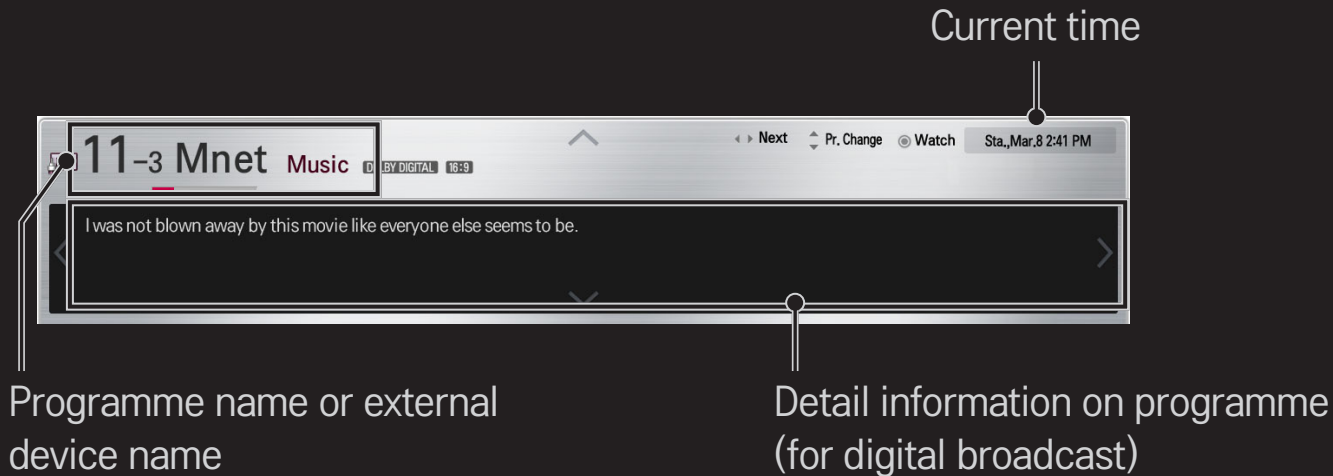 Current time
11-3 Mnet Music DOLBY DIGITAL 16:9
Next Pr. Change Watch Sta.,Mar.8 2:41 PM
I was not blown away by this movie like everyone else seems to be.
Programme name or external
device name
Detail information on programme
(for digital broadcast)